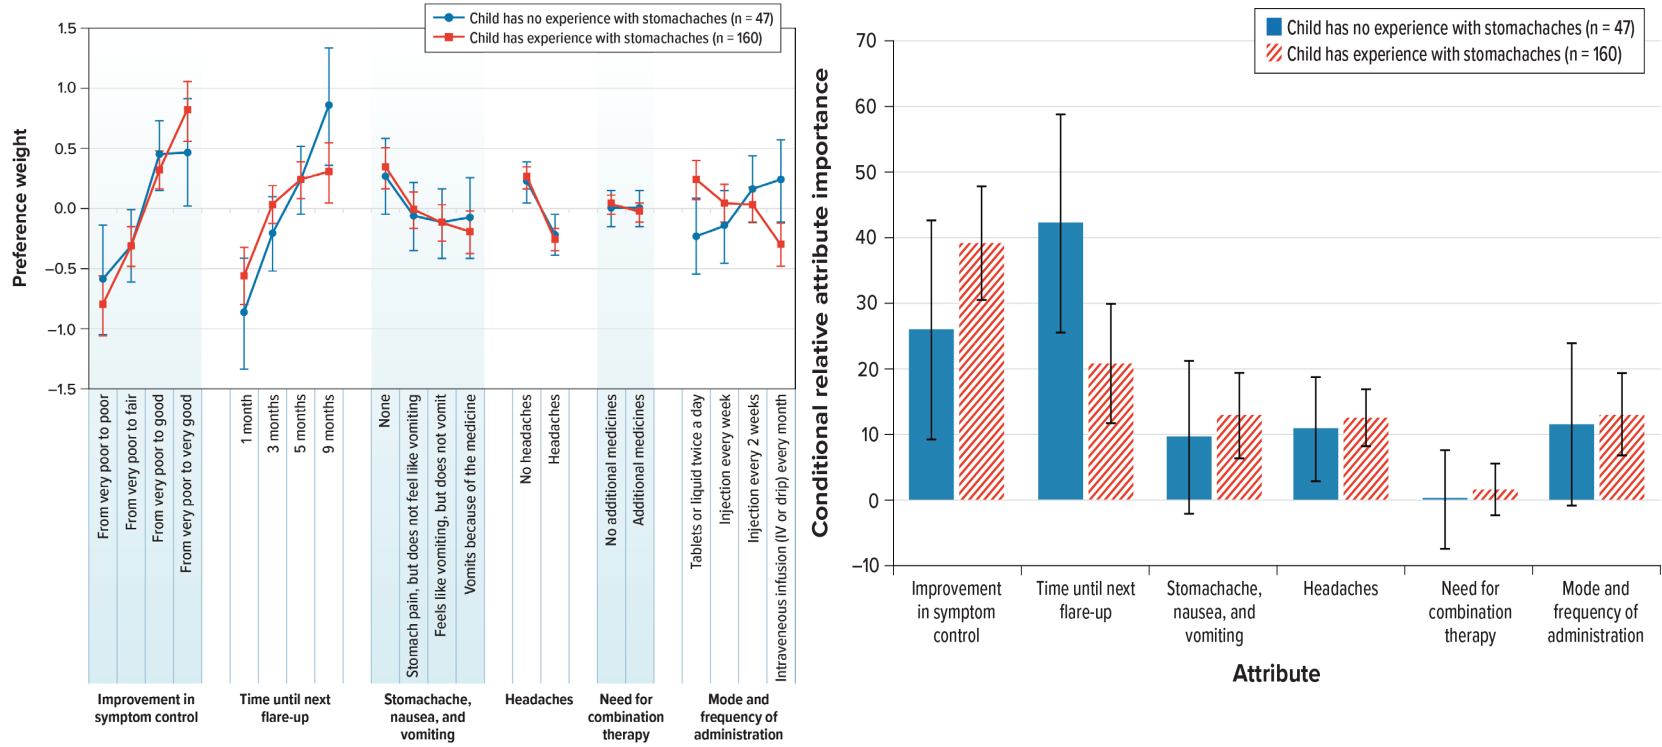 Child has no experience with stomachaches (n = 47)
Child has experience with stomachaches (n = 160)
Preference weight
1.5
1.0
0.5
0.0
–0.5
–1.0
–1.5
From very poor to poor
From very poor to fair
From very poor to good
From very poor to very good
1 month
3 months
5 months
9 months
None
Stomach pain, but does not feel like vomiting
Feels like vomiting, but does not vomit
Vomits because of the medicine
No headaches
Headaches
No additional medicines
Additional medicines
Tablets or liquid twice a day
Injection every week
Injection every 2 weeks
Intraveneous infusion (IV or drip) every month
Improvement in
symptom control
Time until next
flare-up
Stomachache,
nausea, and
vomiting
Headaches
Need for
combination
therapy
Mode and
frequency of
administration
Child has no experience with stomachaches (n = 47)
Child has experience with stomachaches (n = 160)
Conditional relative attribute importance
70
60
50
40
30
20
10
0
–10
Improvement
in symptom
control
Time until next
flare-up
Stomachache,
nausea, and
vomiting
Headaches
Need for
combination
therapy
Mode and
frequency of
administration
Attribute